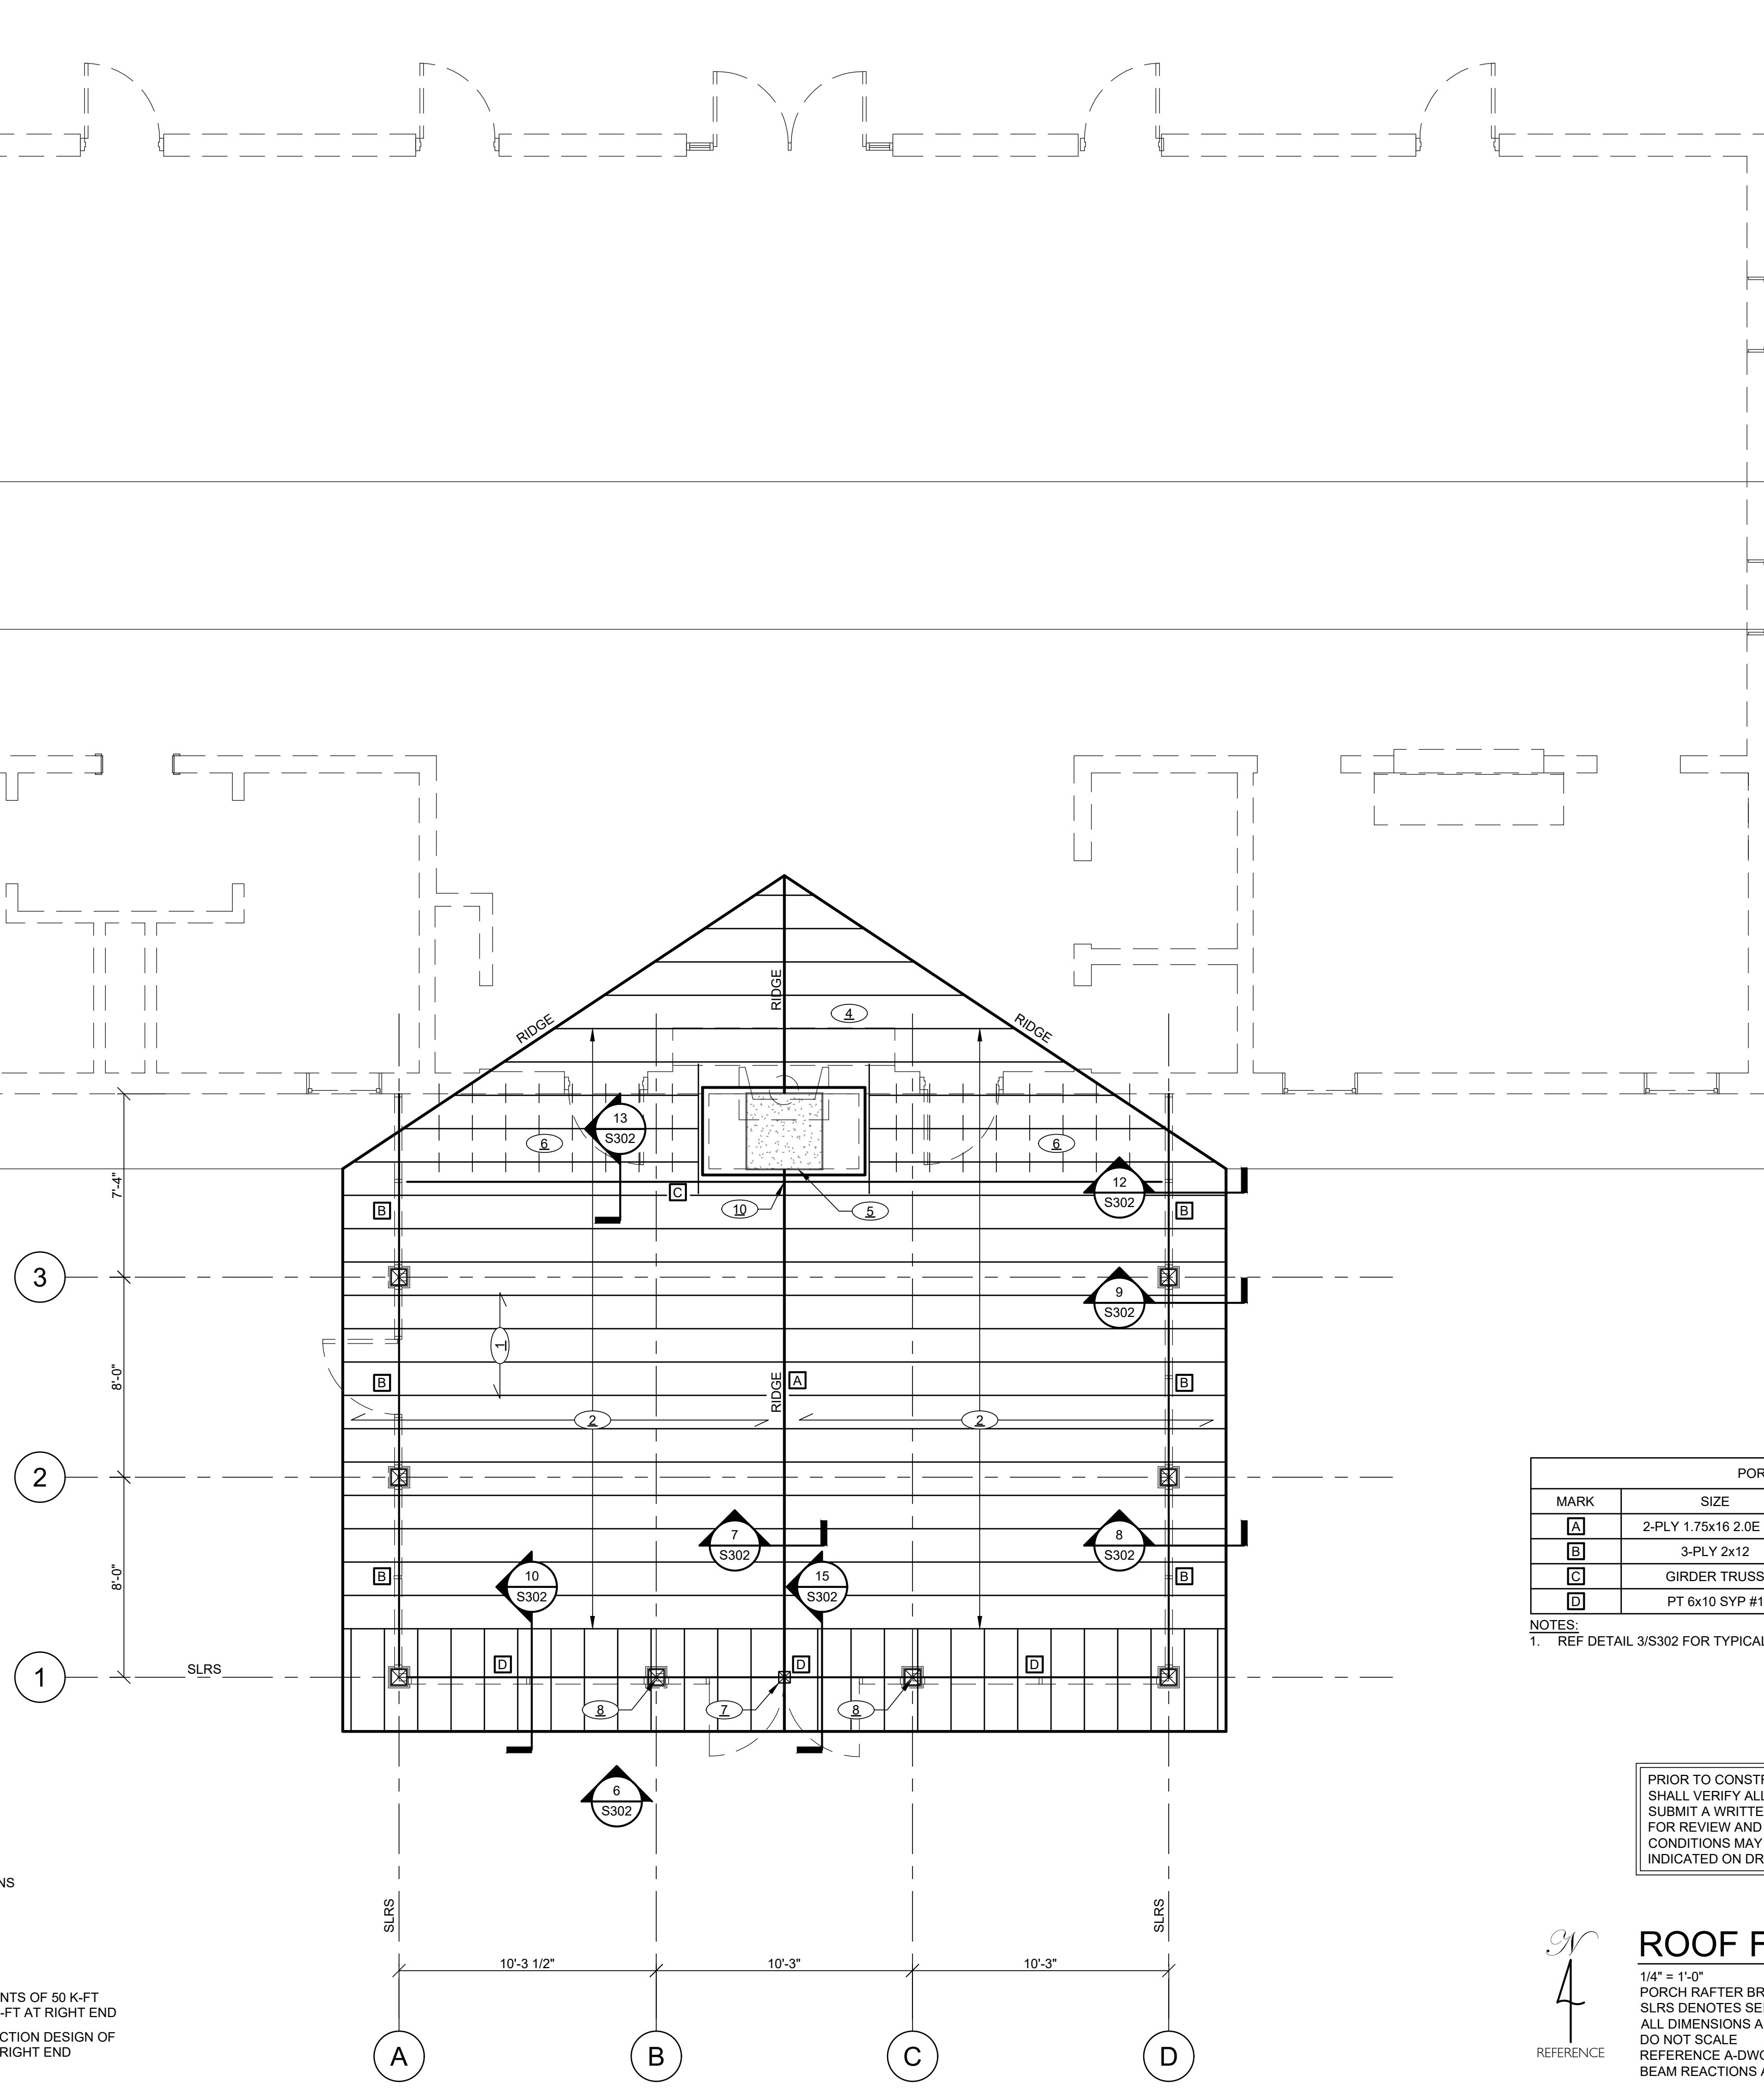 RIDGE
4
RIDGE
RIDGE
13
S302
6
6
12
S302
C
10
5
B
B
7'-4"
3
9
S302
1
8'-0"
B
RIDGE
A
B
2
2
2
7
S302
8
S302
10
S302
15
S302
B
B
8'-0"
1
SLRS
D
D
D
8
7
8
6
S302
SLRS
SLRS
10'-3 1/2"
10'-3"
10'-3"
A
B
C
D
NS
NTS OF 50 K-FT
-FT AT RIGHT END
CTION DESIGN OF
RIGHT END
POR
MARK SIZE
A 2-PLY 1.75x16 2.0E
B 3-PLY 2x12
C GIRDER TRUSS
D PT 6x10 SYP #1
NOTES:
1. REF DETAIL 3/S302 FOR TYPICAL
PRIOR TO CONST
SHALL VERIFY AL
SUBMIT A WRITTE
FOR REVIEW AND
CONDITIONS MAY
INDICATED ON DR
N
REFERENCE
ROOF F
1/4" = 1'-0"
PORCH RAFTER BR
SLRS DENOTES SE
ALL DIMENSIONS A
DO NOT SCALE
REFERENCE A-DW
BEAM REACTIONS A